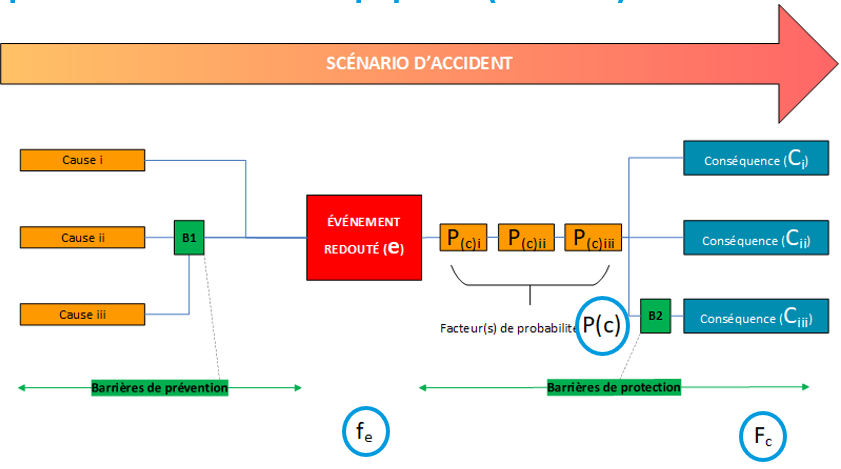 SCÉNARIO D'ACCIDENT
Cause i
Conséquence (Ci)
ÉVÉNEMENT
REDOUTÉ (e)
Cause ii
B1
P(c)i
P(c)ii
P(c)iii
Conséquence (Cii)
Cause iii
Facteur(s) de probabilité
P(c)
B2
Conséquence (Ciii)
Barrières de prévention
Barrières de protection
fe
Fc